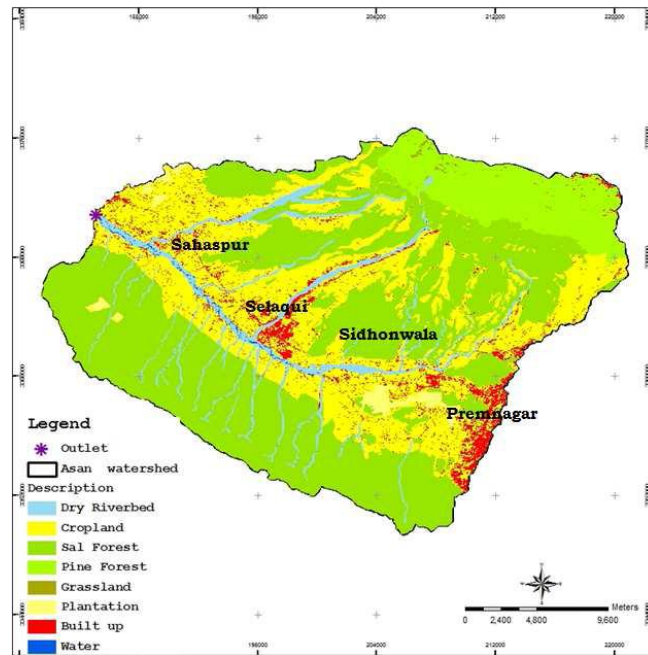 Sahaspur
Selaqui
Sidhonwala
Premnagar
Legend
Outlet
Asan watershed
Description
Dry Riverbed
Cropland
Sal Forest
Pine Forest
Grassland
Plantation
Built up
Water
Meters
0 2,400 4,800 9,600